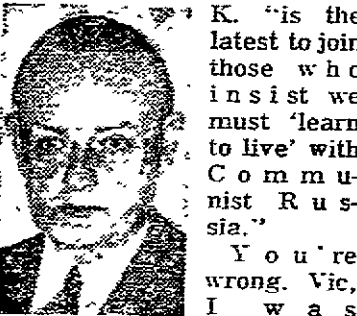 K. "is the
latest to join
those who
insist we
must 'learn
to live' with
Commu-
nist Rus-
sia."
You're
wrong. Vic,
I was